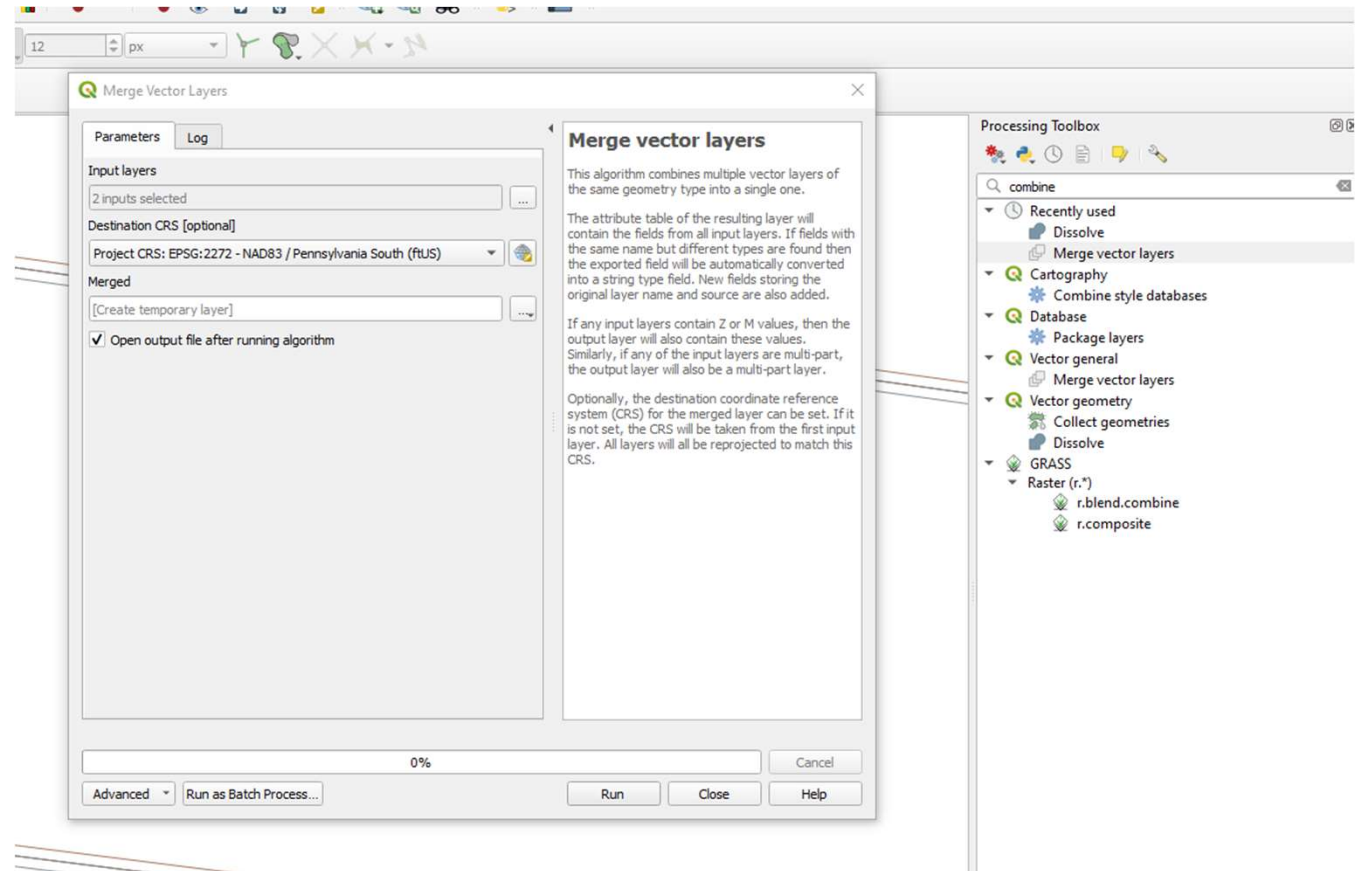 12
px
Merge Vector Layers
Parameters
Log
Input layers
2 inputs selected
...
Destination CRS [optional]
Project CRS: EPSG:2272 - NAD83 / Pennsylvania South (ftUS)
Merged
[Create temporary layer]
...
Open output file after running algorithm
Merge vector layers
This algorithm combines multiple vector layers of
the same geometry type into a single one.
The attribute table of the resulting layer will
contain the fields from all input layers. If fields with
the same name but different types are found then
the exported field will be automatically converted
into a string type field. New fields storing the
original layer name and source are also added.
If any input layers contain Z or M values, then the
output layer will also contain these values.
Similarly, if any of the input layers are multi-part,
the output layer will also be a multi-part layer.
Optionally, the destination coordinate reference
system (CRS) for the merged layer can be set. If it
is not set, the CRS will be taken from the first input
layer. All layers will all be reprojected to match this
CRS.
0%
Cancel
Advanced
Run as Batch Process...
Run
Close
Help
Processing Toolbox
combine
Recently used
Dissolve
Merge vector layers
Cartography
Combine style databases
Database
Package layers
Vector general
Merge vector layers
Vector geometry
Collect geometries
Dissolve
GRASS
Raster (r.*)
r.blend.combine
r.composite